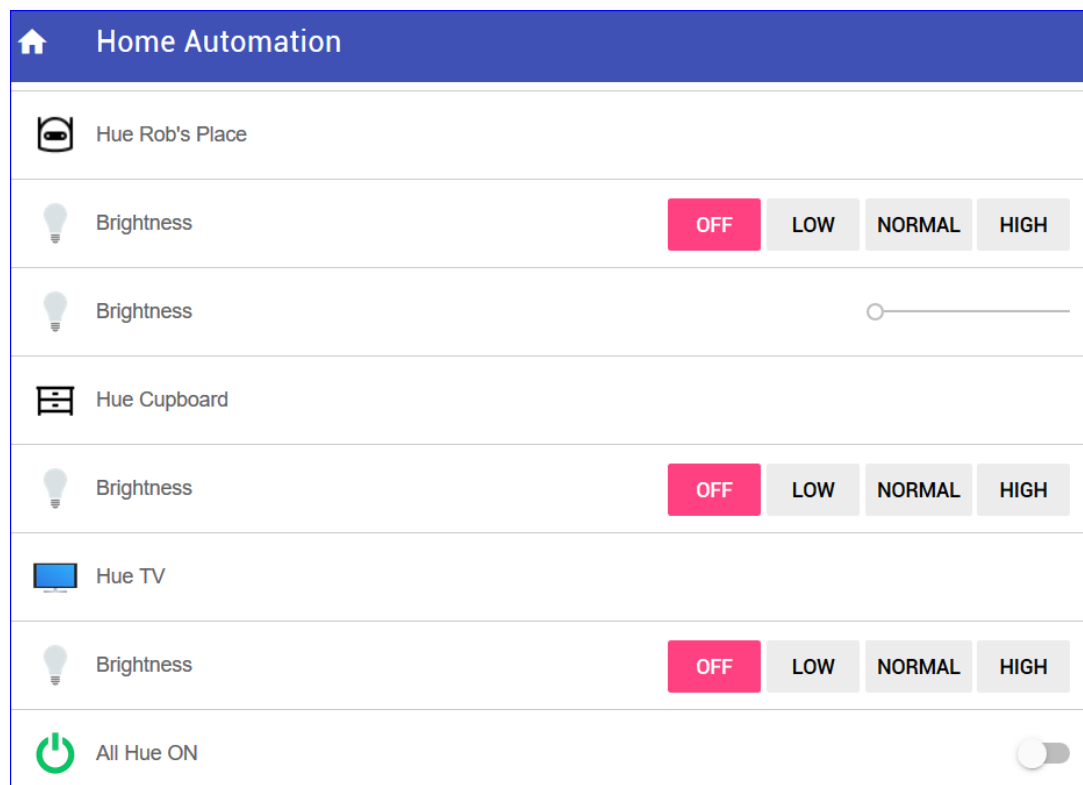 Home Automation
Hue Rob's Place
Brightness OFF LOW NORMAL HIGH
Brightness
Hue Cupboard
Brightness OFF LOW NORMAL HIGH
Hue TV
Brightness OFF LOW NORMAL HIGH
All Hue ON